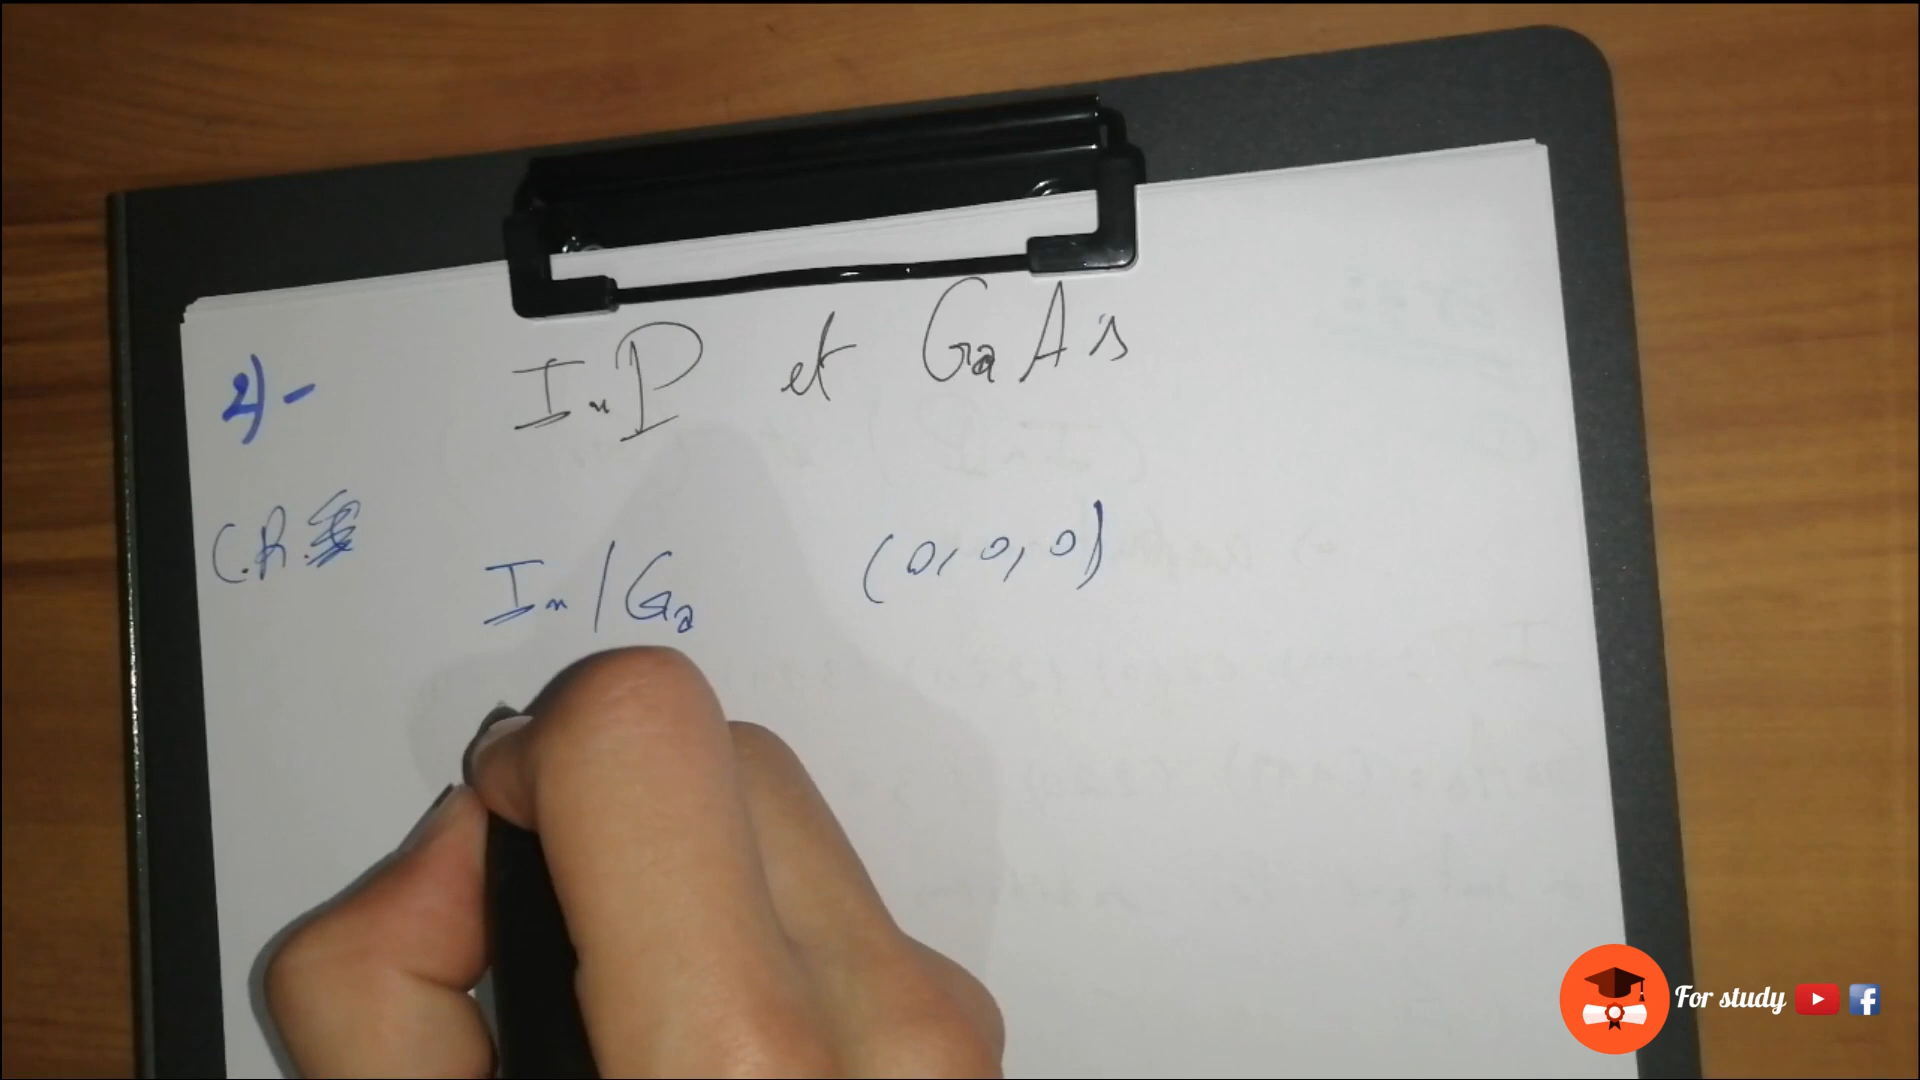 2)- InP et GaAs
C.R.
In/Ga (0,0,0)
For study